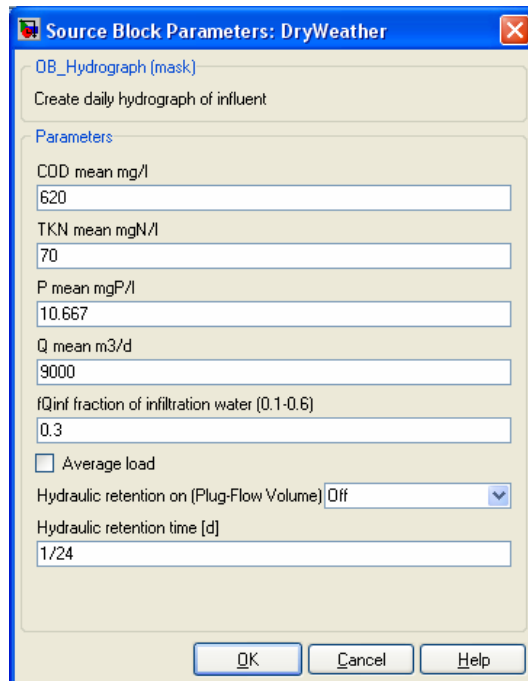 Source Block Parameters: DryWeather
OB_Hydrograph (mask)
Create daily hydrograph of influent
Parameters
COD mean mg/l
620
TKN mean mgN/l
70
P mean mgP/l
10.667
Q mean m3/d
9000
fQinf fraction of infiltration water (0.1-0.6)
0.3
Average load
Hydraulic retention on (Plug-Flow Volume) Off
Hydraulic retention time [d]
1/24
OK Cancel Help